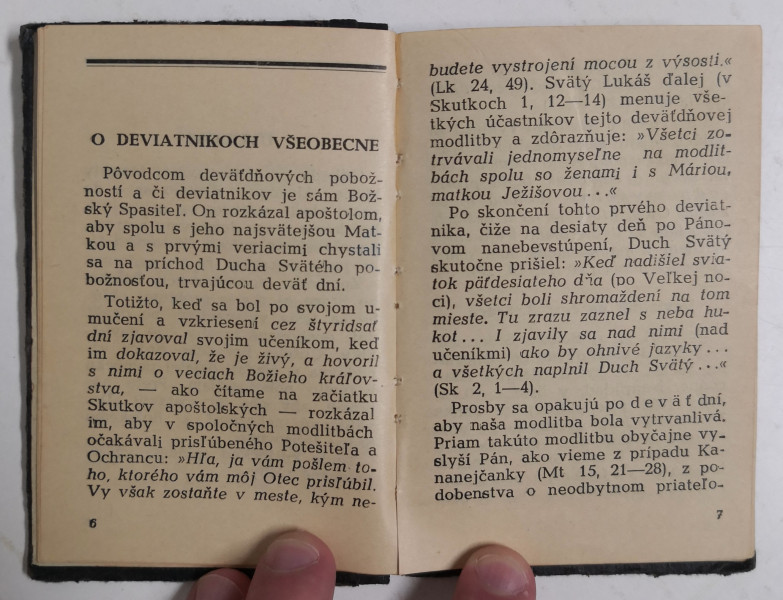 O DEVIATNIKOCH VŠEOBECNE
Pôvodcom deväťdňových pobož-
ností a či deviatnikov je sám Bož-
ský Spasiteľ. On rozkázal apoštolom,
aby spolu s jeho najsvätejšou Mat-
kou a s prvými veriacimi chystali
sa na príchod Ducha Svätého po-
božnosťou, trvajúcou deväť dní.
Totižto, keď sa bol po svojom u-
mučení a vzkriesení cez štyridsať
dní zjavoval svojim učeníkom, keď
im dokazoval, že je živý, a hovoril
s nimi o veciach Božieho kráľov-
stva, — ako čítame na začiatku
Skutkov apoštolských — rozkázal
im, aby v spoločných modlitbách
očakávali prisľúbeného Potešiteľa a
Ochrancu: »Hľa, ja vám pošlem to-
ho, ktorého vám môj Otec prisľúbil.
Vy však zostaňte v meste, kým ne-
6
budete vystrojení mocou z výsosti.«
(Lk 24, 49). Svätý Lukáš ďalej (v
Skutkoch 1, 12—14) menuje vše-
tkých účastníkov tejto deväťdňovej
modlitby a zdôrazňuje: »Všetci zo-
trvávali jednomyseľne na modlit-
bách spolu so ženami i s Máriou,
matkou Ježišovou...«
Po skončení tohto prvého deviat-
nika, čiže na desiaty deň po Páno-
vom nanebevstúpení, Duch Svätý
skutočne prišiel: »Keď nadišiel svia-
tok päťdesiateho dňa (po Veľkej no-
ci), všetci boli shromaždení na tom
mieste. Tu zrazu zaznel s neba hu-
kot... I zjavily sa nad nimi (nad
učeníkmi) ako by ohnivé jazyky...
a všetkých naplnil Duch Svätý...«
(Sk 2, 1—4).
Prosby sa opakujú po deväť dní,
aby naša modlitba bola vytrvanlivá.
Priam takúto modlitbu obyčajne vy-
slyší Pán, ako vieme z prípadu Ka-
nanejčanky (Mt 15, 21—28), z po-
dobenstva o neodbytnom priateľo-
7